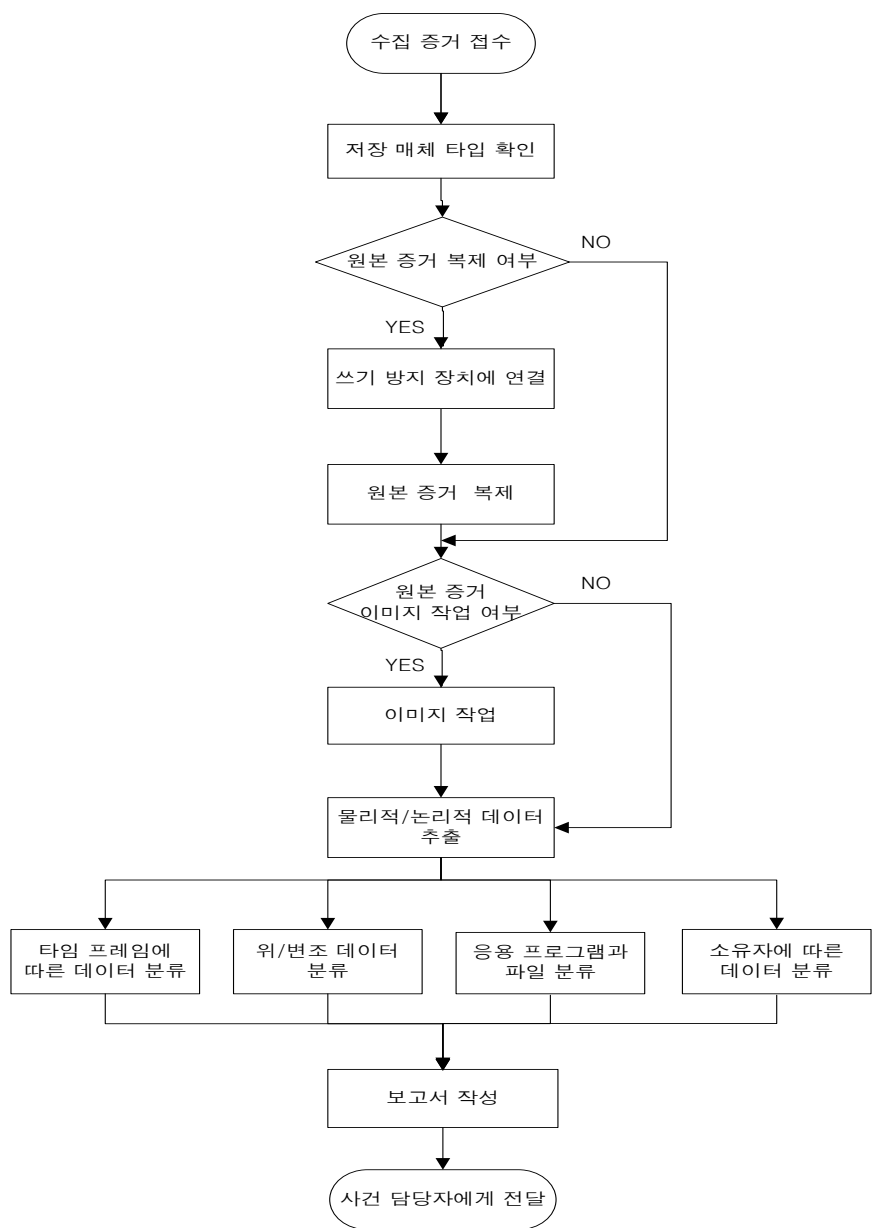 수집 증거 접수
저장 매체 타입 확인
원본 증거 복제 여부
NO
YES
쓰기 방지 장치에 연결
원본 증거 복제
원본 증거
이미지 작업 여부
NO
YES
이미지 작업
물리적/논리적 데이터
추출
타임 프레임에
따른 데이터 분류
위/변조 데이터
분류
응용 프로그램과
파일 분류
소유자에 따른
데이터 분류
보고서 작성
사건 담당자에게 전달